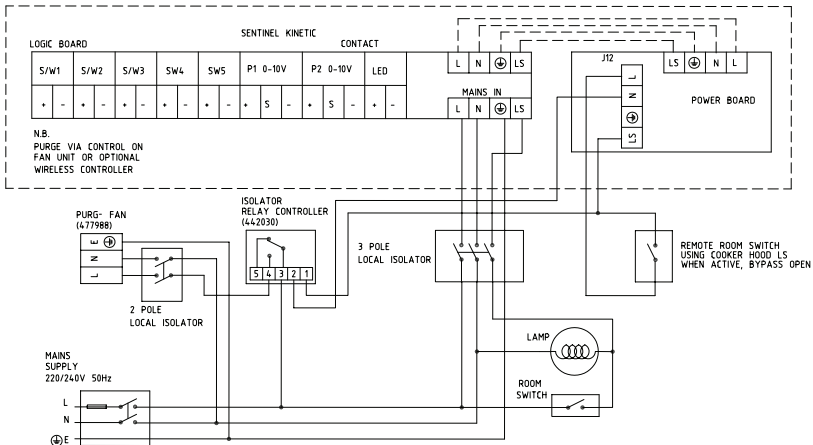 SENTINEL KINETIC
LOGIC BOARD
CONTACT
S/W1 S/W2 S/W3 SW4 SW5 P1 0-10V P2 0-10V LED
+ - + - + - + - + - + S - + S - + -
L N LS
MAINS IN
L N LS
J12
LS N L
L
N
LS
POWER BOARD
N.B.
PURGE VIA CONTROL ON
FAN UNIT OR OPTIONAL
WIRELESS CONTROLLER
PURG- FAN
(477988)
E
N
L
2 POLE
LOCAL ISOLATOR
ISOLATOR
RELAY CONTROLLER
(442030)
5 4 3 2 1
3 POLE
LOCAL ISOLATOR
REMOTE ROOM SWITCH
USING COOKER HOOD LS
WHEN ACTIVE, BYPASS OPEN
LAMP
ROOM
SWITCH
MAINS
SUPPLY
220/240V 50Hz
L
N
E